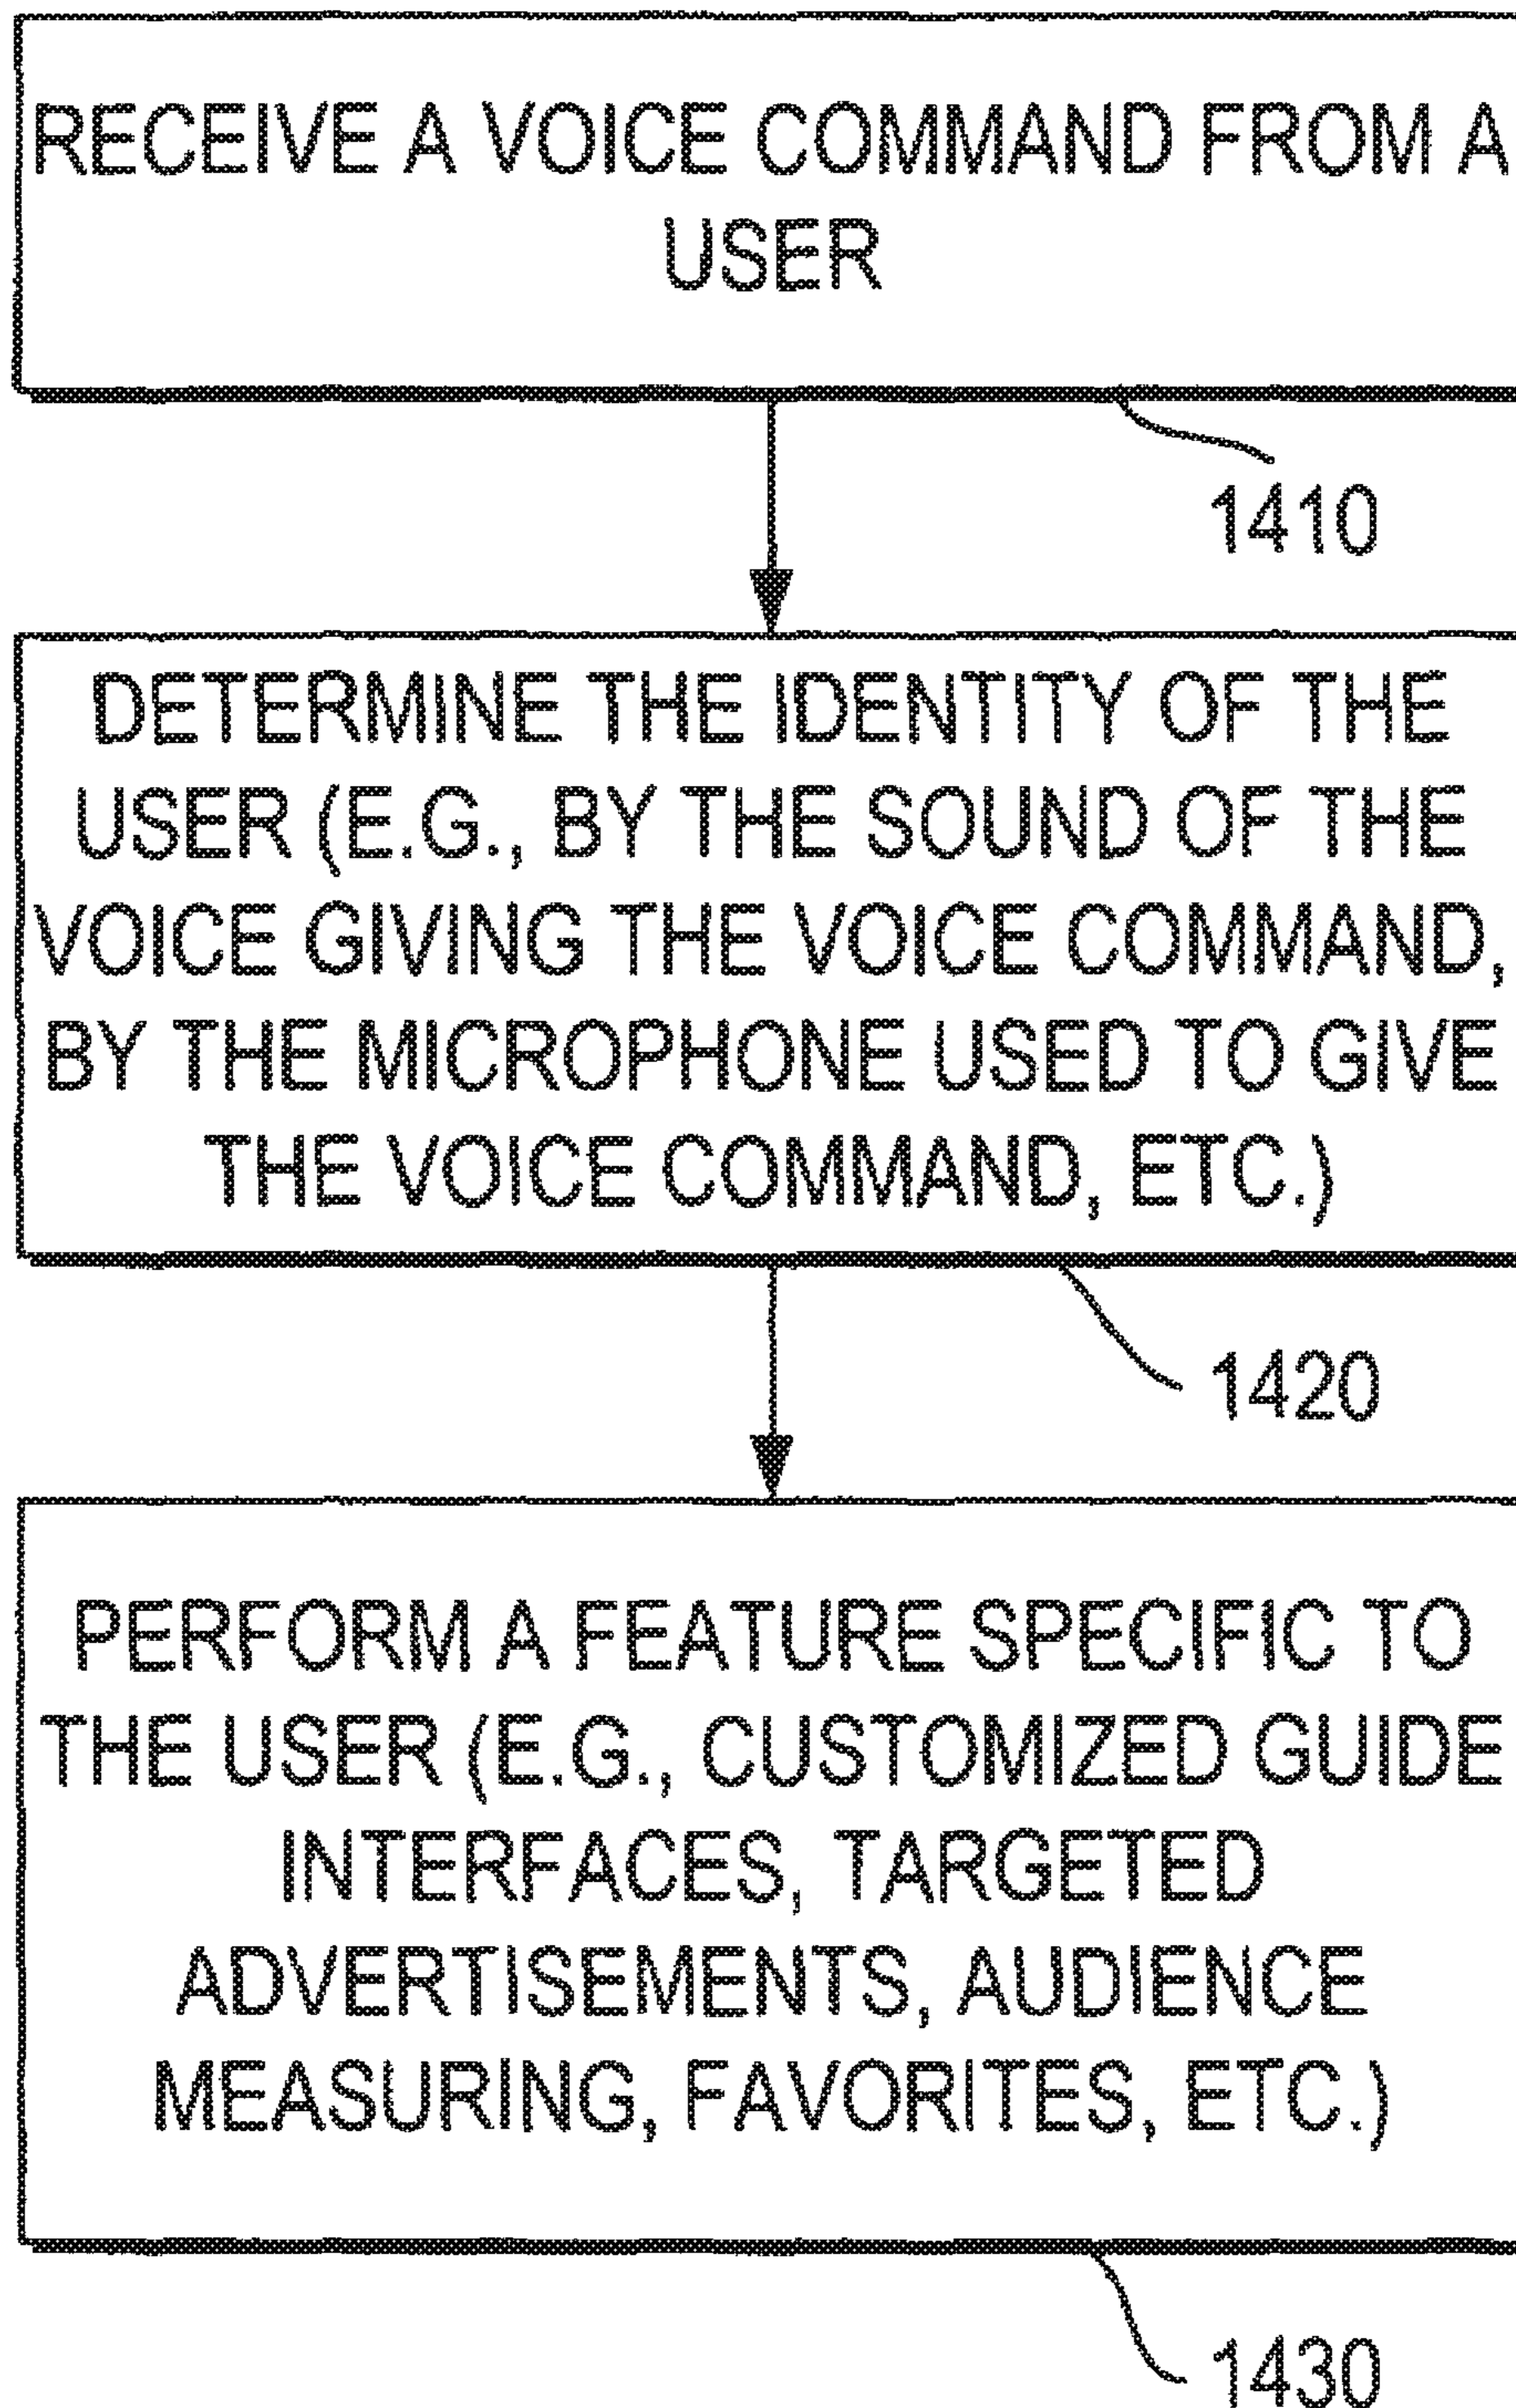 RECEIVE A VOICE COMMAND FROM A
USER
1410
DETERMINE THE IDENTITY OF THE
USER (E.G., BY THE SOUND OF THE
VOICE GIVING THE VOICE COMMAND,
BY THE MICROPHONE USED TO GIVE
THE VOICE COMMAND, ETC.)
1420
PERFORM A FEATURE SPECIFIC TO
THE USER (E.G., CUSTOMIZED GUIDE
INTERFACES, TARGETED
ADVERTISEMENTS, AUDIENCE
MEASURING, FAVORITES, ETC.)
1430